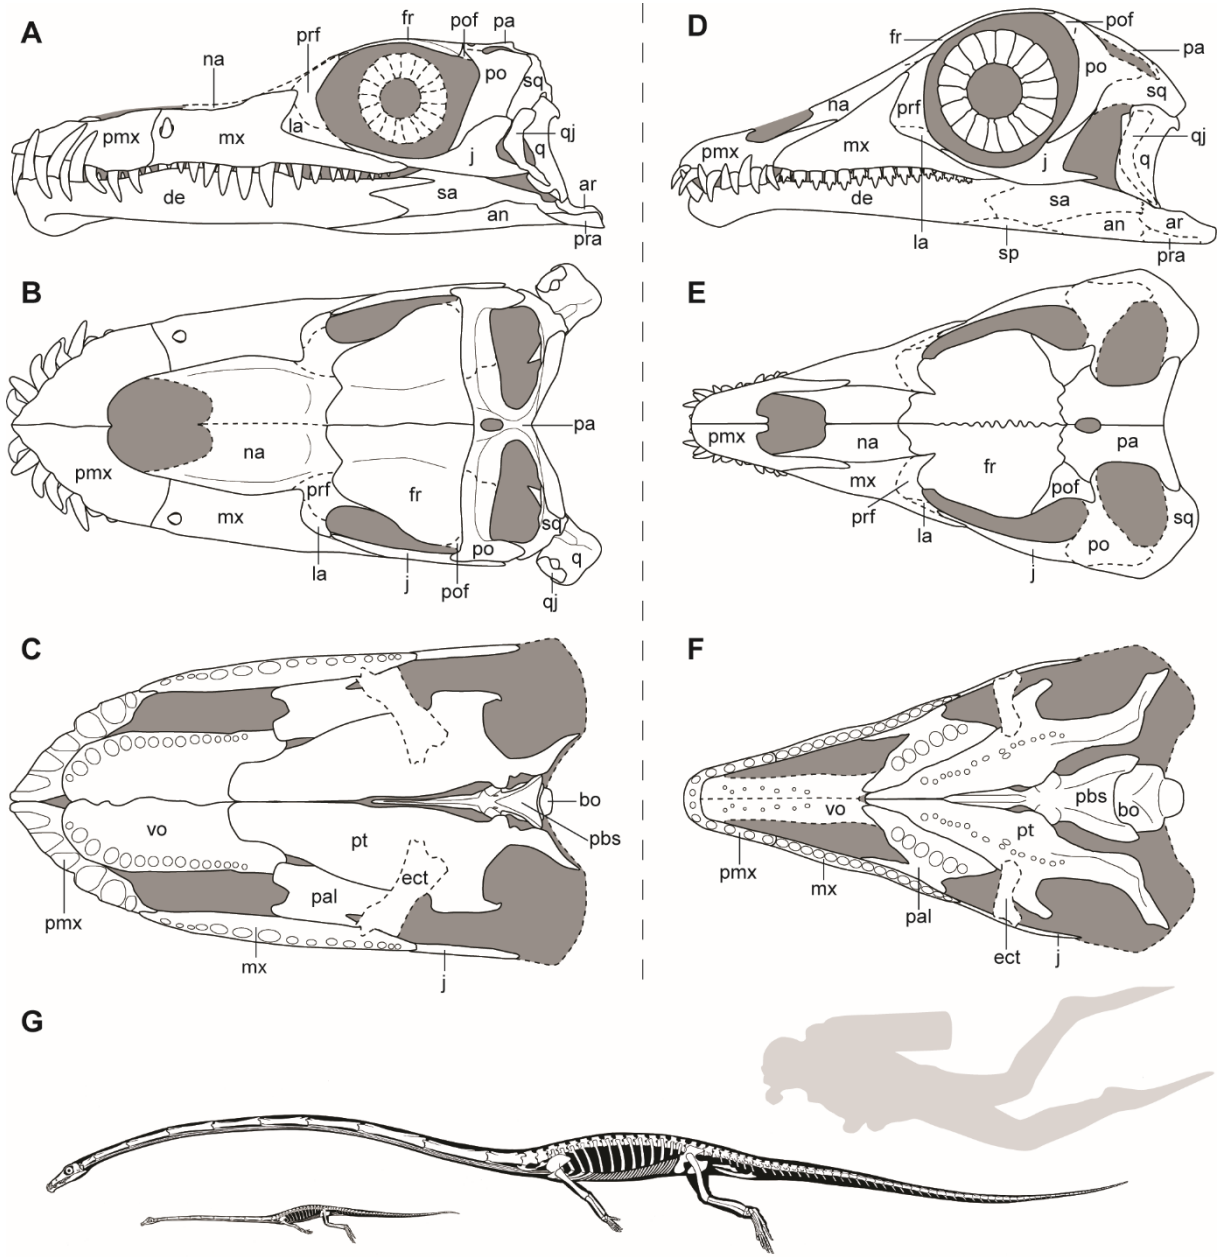 A
fr
pof
pa
prf
na
po
sq
la
qj
pmx
mx
q
j
de
sa
ar
an
pra
D
pof
fr
pa
po
na
sq
prf
qj
mx
q
pmx
j
de
sa
ar
an
la
sp
pra
B
pa
na
pmx
prf
fr
mx
sq
po
q
la
j
pof
qj
E
pmx
na
pa
fr
mx
pof
prf
sq
la
po
j
C
bo
vo
pbs
pt
ect
pal
pmx
mx
j
F
pbs
bo
vo
pt
pmx
mx
pal
ect
j
G